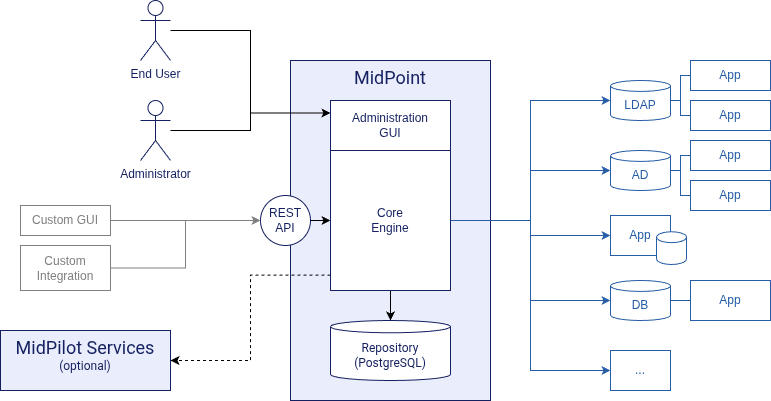 End User
Administrator
MidPoint
Administration
GUI
Custom GUI
Custom
Integration
REST
API
Core
Engine
Repository
(PostgreSQL)
MidPilot Services
(optional)
LDAP
App
App
AD
App
App
App
DB
App
...